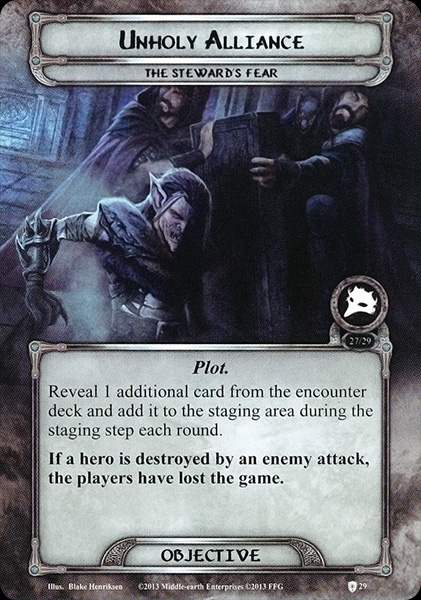 Unholy Alliance
The Steward's Fear
27/29
Plot.
Reveal 1 additional card from the encounter
deck and add it to the staging area during the
staging step each round.
If a hero is destroyed by an enemy attack,
the players have lost the game.
Objective
Illus. Blake Henriksen ©2013 Middle-earth Enterprises ©2013 FFG 29